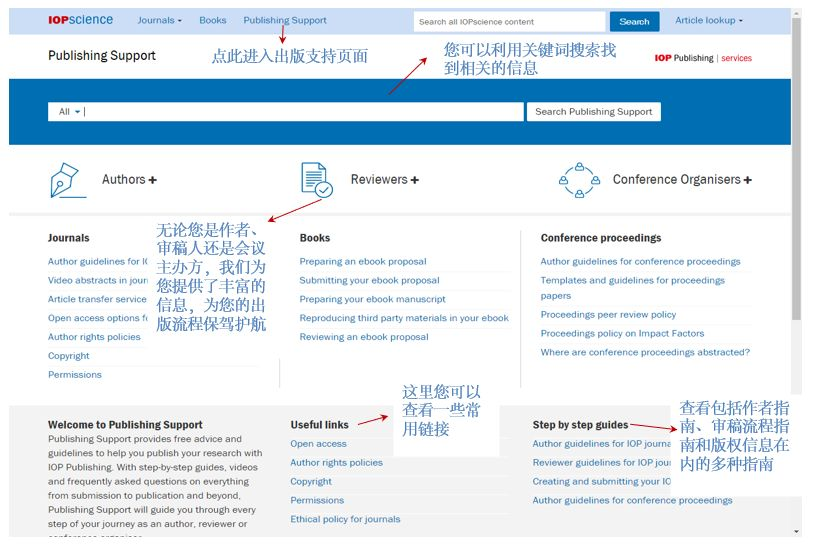 IOPscience Journals Books Publishing Support Search all IOPscience content Search Article lookup
点此进入出版支持页面
您可以利用关键词搜索找
到相关的信息
Publishing Support
IOP Publishing | services
All
Search Publishing Support
Authors +
Reviewers +
Conference Organisers +
无论您是作者、
审稿人还是会议
主办方，我们为
您提供了丰富的
信息，为您的出
版流程保驾护航
Journals
Author guidelines for IO
Video abstracts in journ
Article transfer service
Open access options fo
Author rights policies
Copyright
Permissions
Books
Preparing an ebook proposal
Submitting your ebook proposal
Preparing your ebook manuscript
Reproducing third party materials in your ebook
Reviewing an ebook proposal
Conference proceedings
Author guidelines for conference proceedings
Templates and guidelines for proceedings
papers
Proceedings peer review policy
Proceedings policy on Impact Factors
Where are conference proceedings abstracted?
Welcome to Publishing Support
Publishing Support provides free advice and
guidelines to help you publish your research with
IOP Publishing. With step-by-step guides, videos
and frequently asked questions on everything
from submission to publication and beyond,
Publishing Support will guide you through every
step of your journey as an author, reviewer or
conference organiser.
这里您可以
查看一些常
用链接
Useful links
Open access
Author rights policies
Copyright
Permissions
Ethical policy for journals
查看包括作者指
南、审稿流程指
南和版权信息在
内的多种指南
Step by step guides
Author guidelines for IOP journa
Reviewer guidelines for IOP jour
Creating and submitting your IO
Author guidelines for conference proceedings